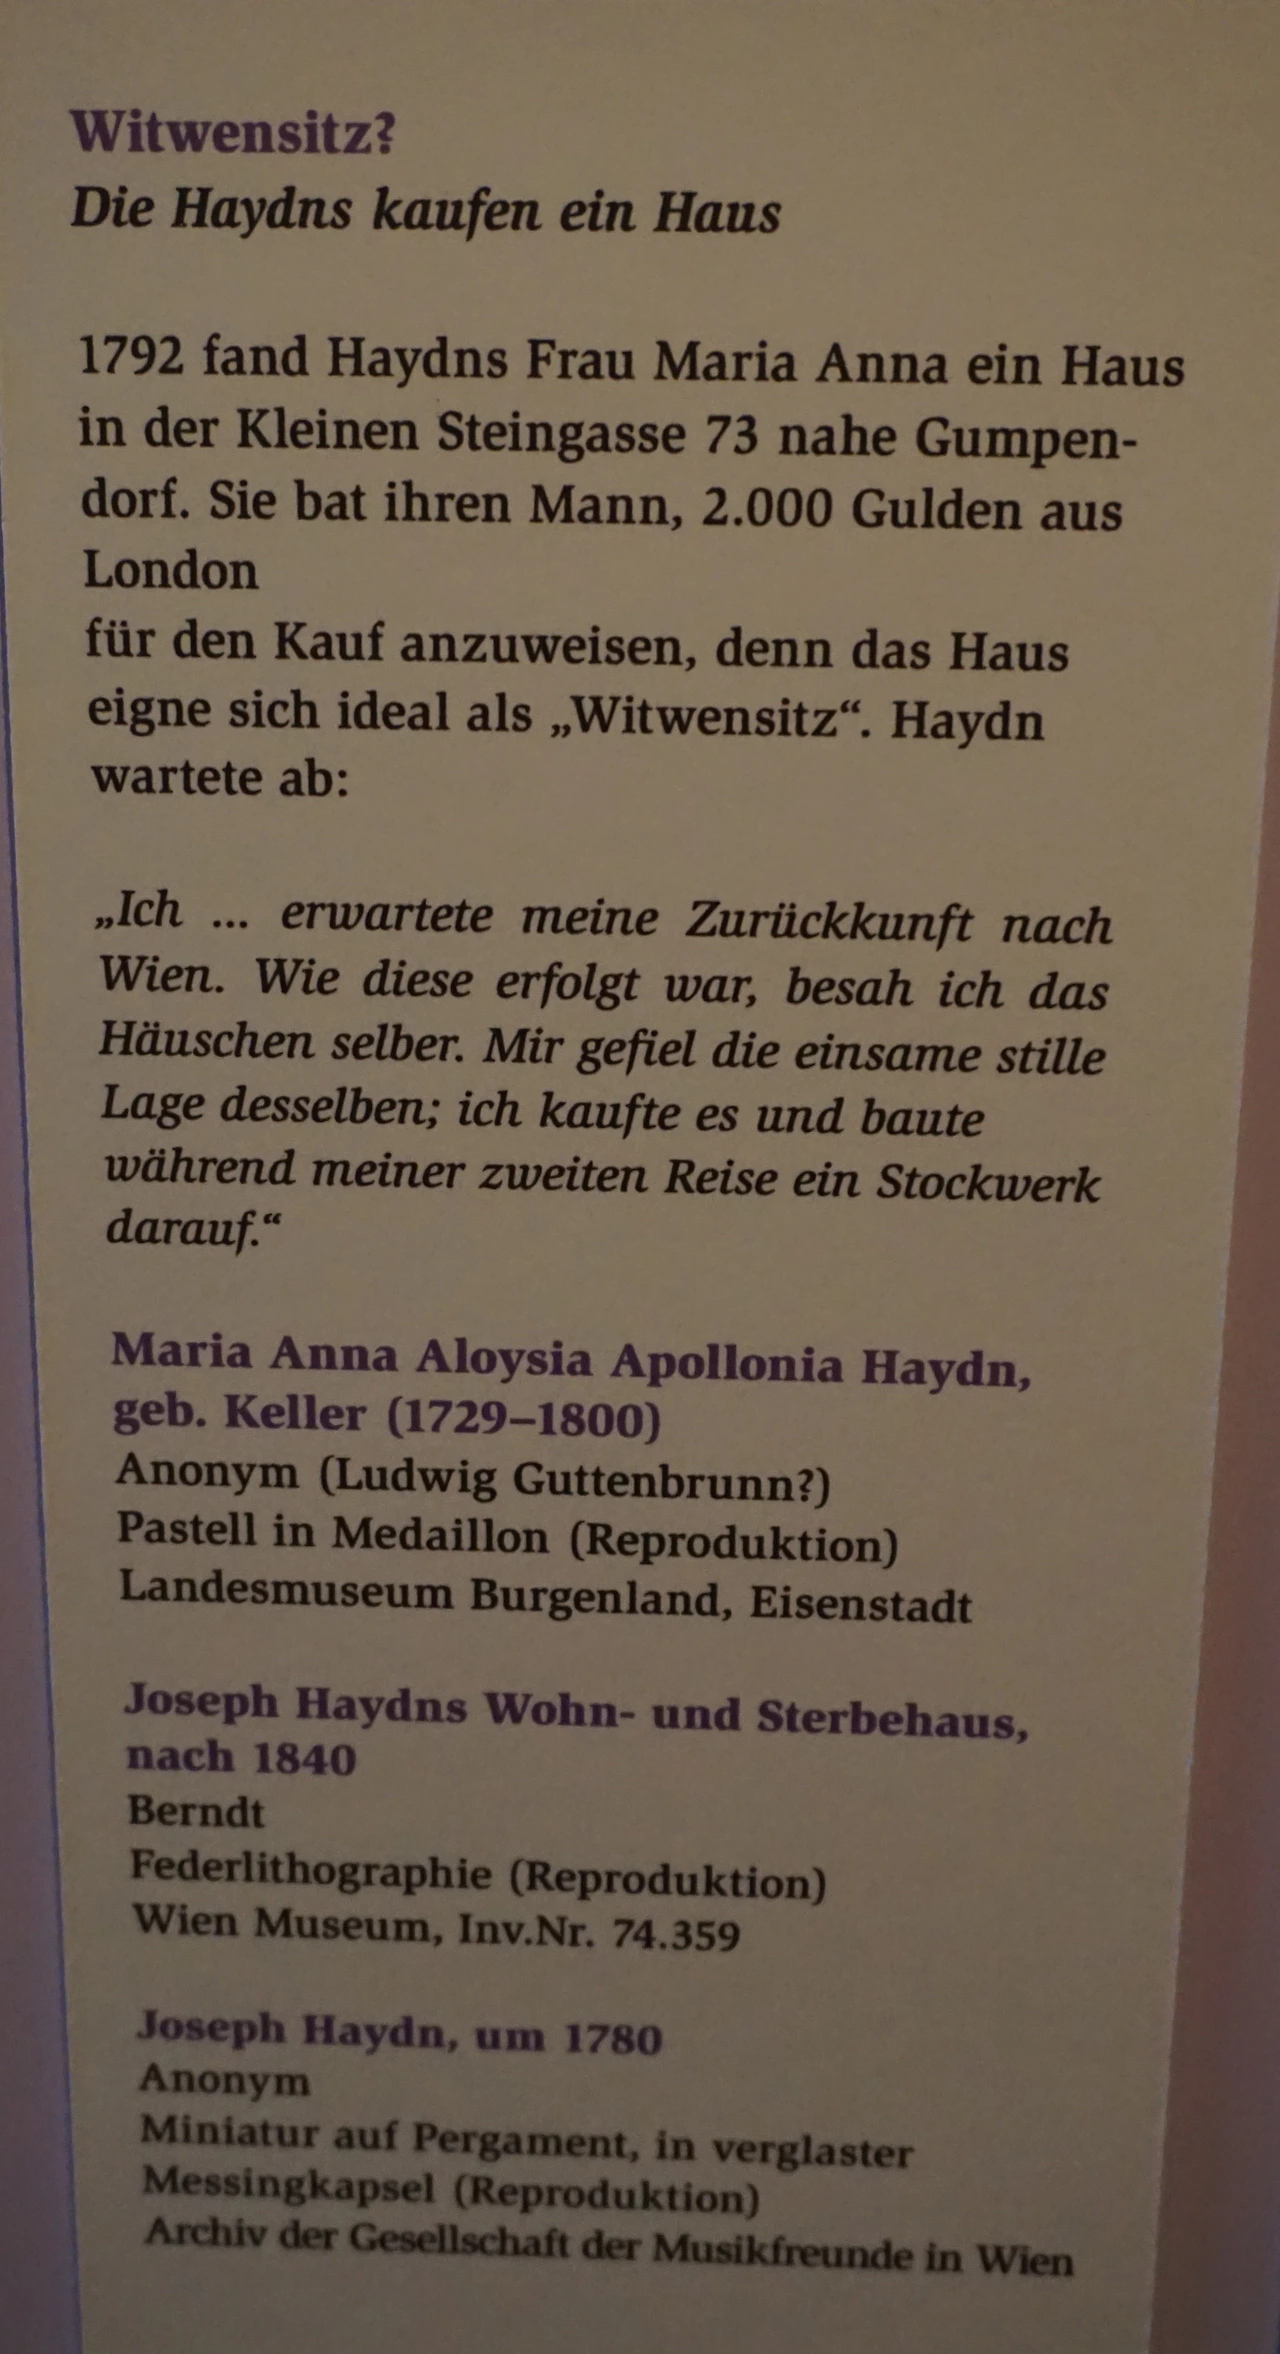 Witwensitz?
Die Haydns kaufen ein Haus
1792 fand Haydns Frau Maria Anna ein Haus
in der Kleinen Steingasse 73 nahe Gumpen-
dorf. Sie bat ihren Mann, 2.000 Gulden aus
London
für den Kauf anzuweisen, denn das Haus
eigne sich ideal als „Witwensitz“. Haydn
wartete ab:
„Ich ... erwartete meine Zurückkunft nach
Wien. Wie diese erfolgt war, besah ich das
Häuschen selber. Mir gefiel die einsame stille
Lage desselben; ich kaufte es und baute
während meiner zweiten Reise ein Stockwerk
darauf.“
Maria Anna Aloysia Apollonia Haydn,
geb. Keller (1729–1800)
Anonym (Ludwig Guttenbrunn?)
Pastell in Medaillon (Reproduktion)
Landesmuseum Burgenland, Eisenstadt
Joseph Haydns Wohn- und Sterbehaus,
nach 1840
Berndt
Federlithographie (Reproduktion)
Wien Museum, Inv.Nr. 74.359
Joseph Haydn, um 1780
Anonym
Miniatur auf Pergament, in verglaster
Messingkapsel (Reproduktion)
Archiv der Gesellschaft der Musikfreunde in Wien